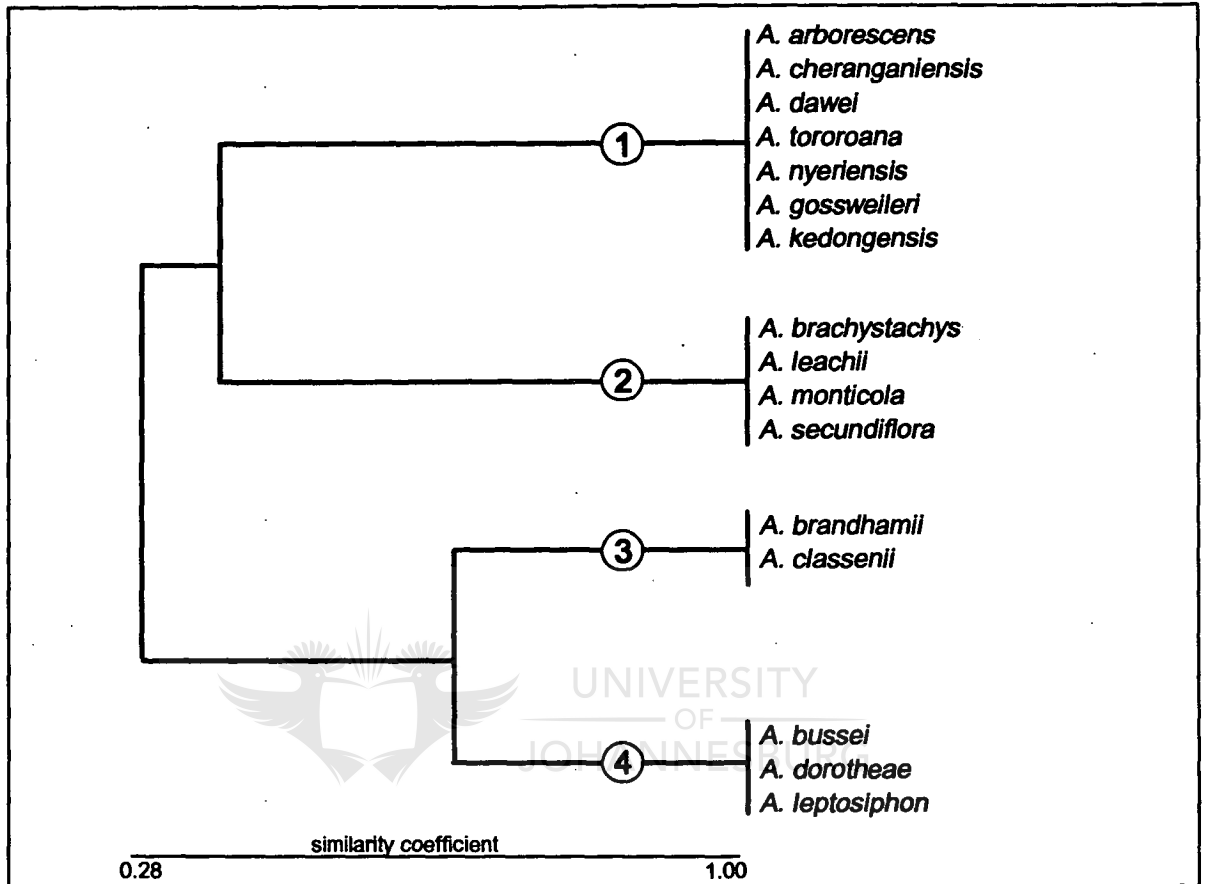 A. arborescens
A. cheranganiensis
A. dawei
A. tororoana
A. nyeriensis
A. gossweileri
A. kedongensis
1
A. brachystachys
A. leachii
A. monticola
A. secundiflora
2
A. brandhamii
A. classenii
3
UNIVERSITY
OF
JOHANNESBURG
A. bussei
A. dorotheae
A. leptosiphon
4
similarity coefficient
0.28 1.00